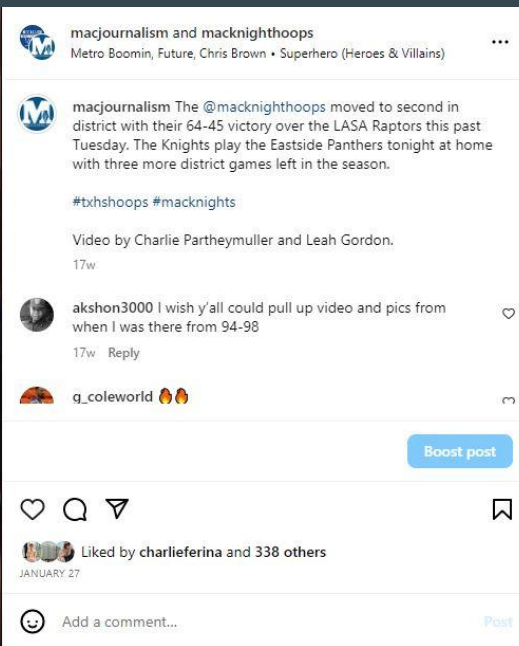 macjournalism and macknighthoops
Metro Boomin, Future, Chris Brown • Superhero (Heroes & Villains)
macjournalism The @macknighthoops moved to second in
district with their 64-45 victory over the LASA Raptors this past
Tuesday. The Knights play the Eastside Panthers tonight at home
with three more district games left in the season.
#txhshoops #macknights
Video by Charlie Partheymuller and Leah Gordon.
17w
akshon3000 I wish y'all could pull up video and pics from
when I was there from 94-98
17w Reply
g_coleworld 🔥🔥
Boost post
Liked by charlieferina and 338 others
JANUARY 27
Add a comment...
Post